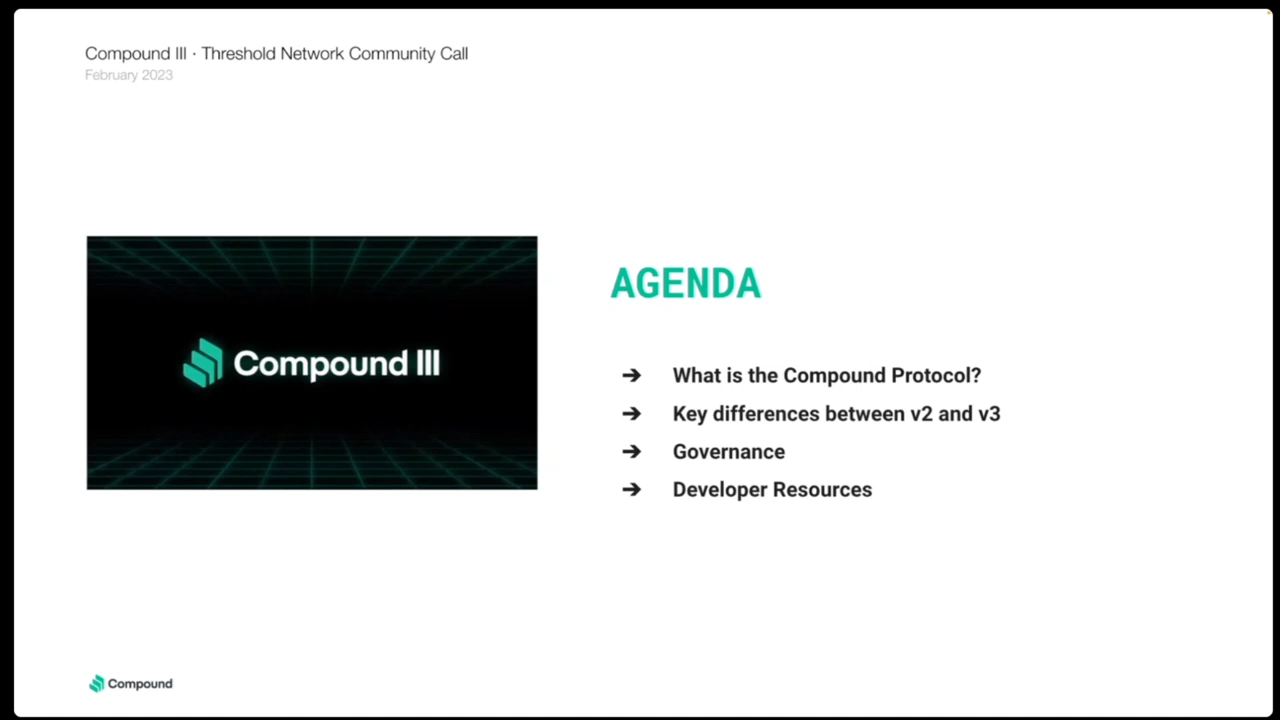 Compound III · Threshold Network Community Call
February 2023
Compound III
AGENDA
➔ What is the Compound Protocol?
➔ Key differences between v2 and v3
➔ Governance
➔ Developer Resources
Compound